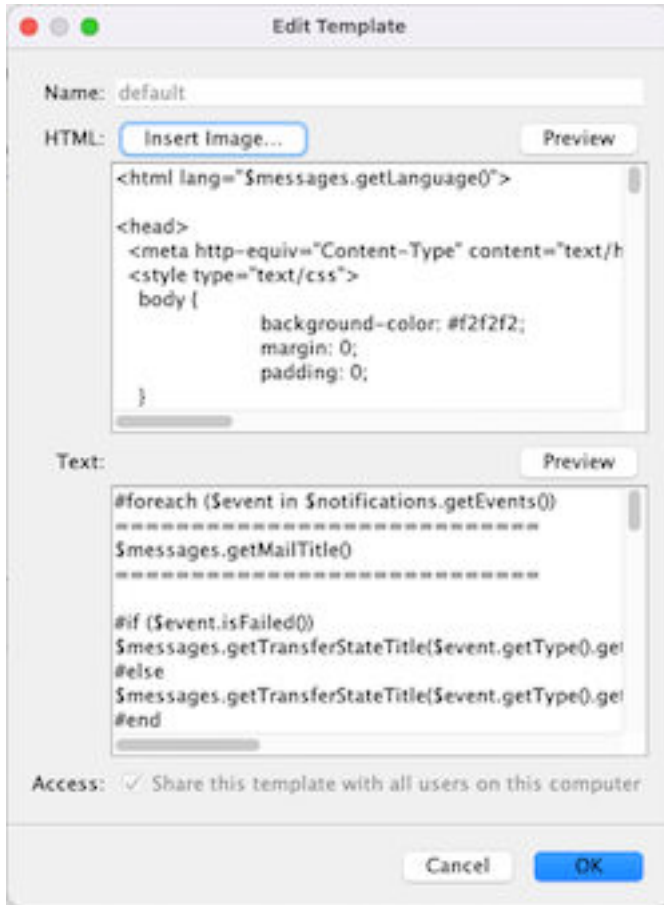 Edit Template
Name: default
HTML: Insert Image... Preview
<html lang="$messages.getLanguage()">
<head>
<meta http-equiv="Content-Type" content="text/h
<style type="text/css">
body {
background-color: #f2f2f2;
margin: 0;
padding: 0;
}
Text: Preview
#foreach ($event in $notifications.getEvents())
=============================
$messages.getMailTitle()
=============================
#if ($event.isFailed())
$messages.getTransferStateTitle($event.getType().get
#else
$messages.getTransferStateTitle($event.getType().get
#end
Access: Share this template with all users on this computer
Cancel OK